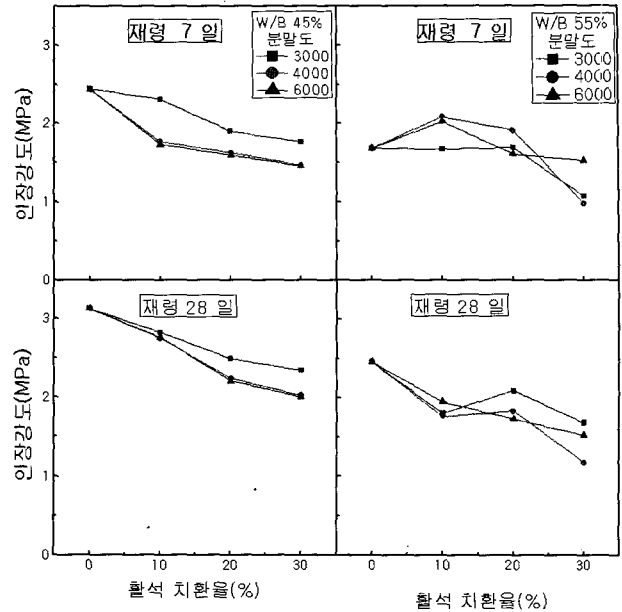 재령 7 일
W/B 45%
분말도
3000
4000
6000
재령 7 일
W/B 55%
분말도
3000
4000
6000
인장강도(MPa)
3
2
1
0
재령 28 일
재령 28 일
인장강도(MPa)
3
2
1
0
0 10 20 30
0 10 20 30
활석 치환율(%)
활석 치환율(%)